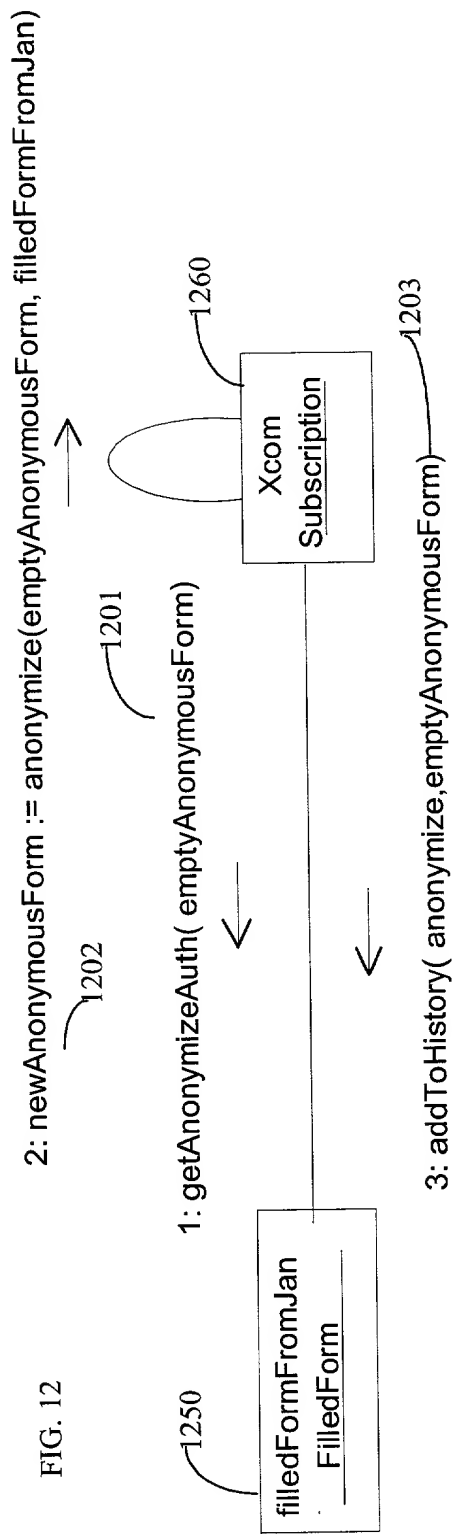 FIG. 12
2: newAnonymousForm := anonymize(emptyAnonymousForm, filledFormFromJan)
1202
1201
1: getAnonymizeAuth( emptyAnonymousForm)
1260
Xcom
Subscription
1250
filledFormFromJan
FilledForm
3: addToHistory( anonymize,emptyAnonymousForm)
1203